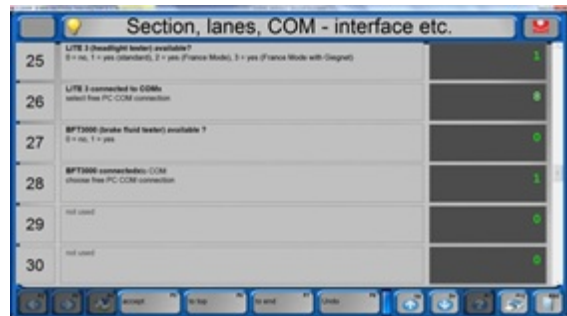 Section, lanes, COM - interface etc.
25
LITE 3 (headlight tester) available?
0 = no, 1 = yes (standard), 2 = yes (France Mode), 3 = yes (France Mode with Giegnet)
1
26
LITE 3 connected to COMs
select free PC COM connection
8
27
BPT3000 (brake fluid tester) available ?
0 = no, 1 = yes
0
28
BPT3000 connected COM
choose free PC COM connection
1
29
not used
0
30
not used
0
accept
to top
to end
Undo